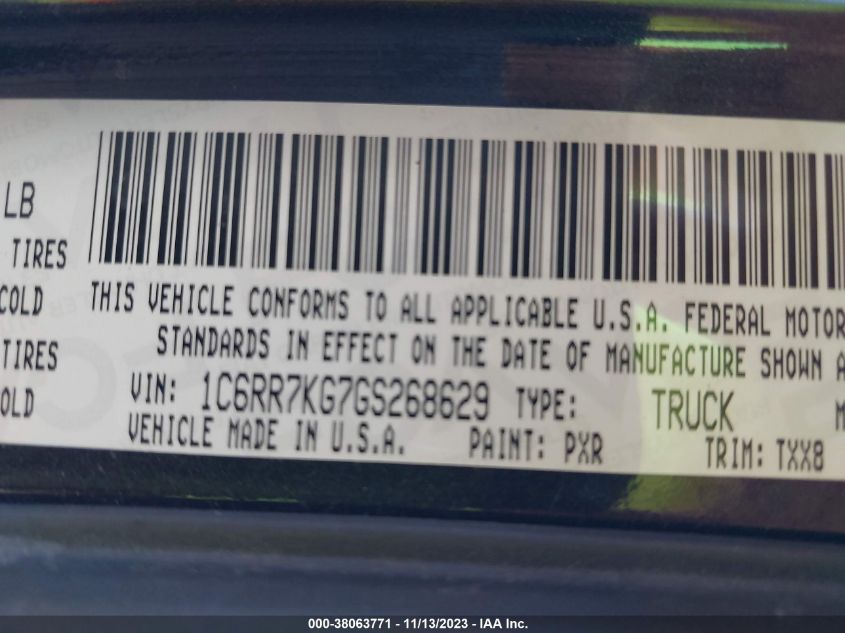 LB
TIRES
COLD
TIRES
OLD
THIS VEHICLE CONFORMS TO ALL APPLICABLE U.S.A. FEDERAL MOTOR
STANDARDS IN EFFECT ON THE DATE OF MANUFACTURE SHOWN A
VIN: 1C6RR7KG7GS268629 TYPE: TRUCK M
VEHICLE MADE IN U.S.A. PAINT: PXR TRIM: TXX8
000-38063771 - 11/13/2023 - IAA Inc.